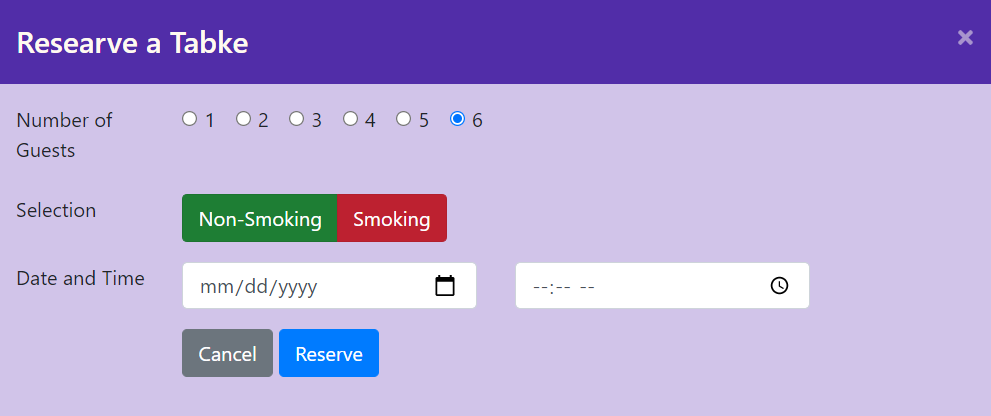 Researve a Tabke ×
Number of Guests
1 2 3 4 5 6
Selection
Non-Smoking Smoking
Date and Time
mm/dd/yyyy --:-- --
Cancel Reserve